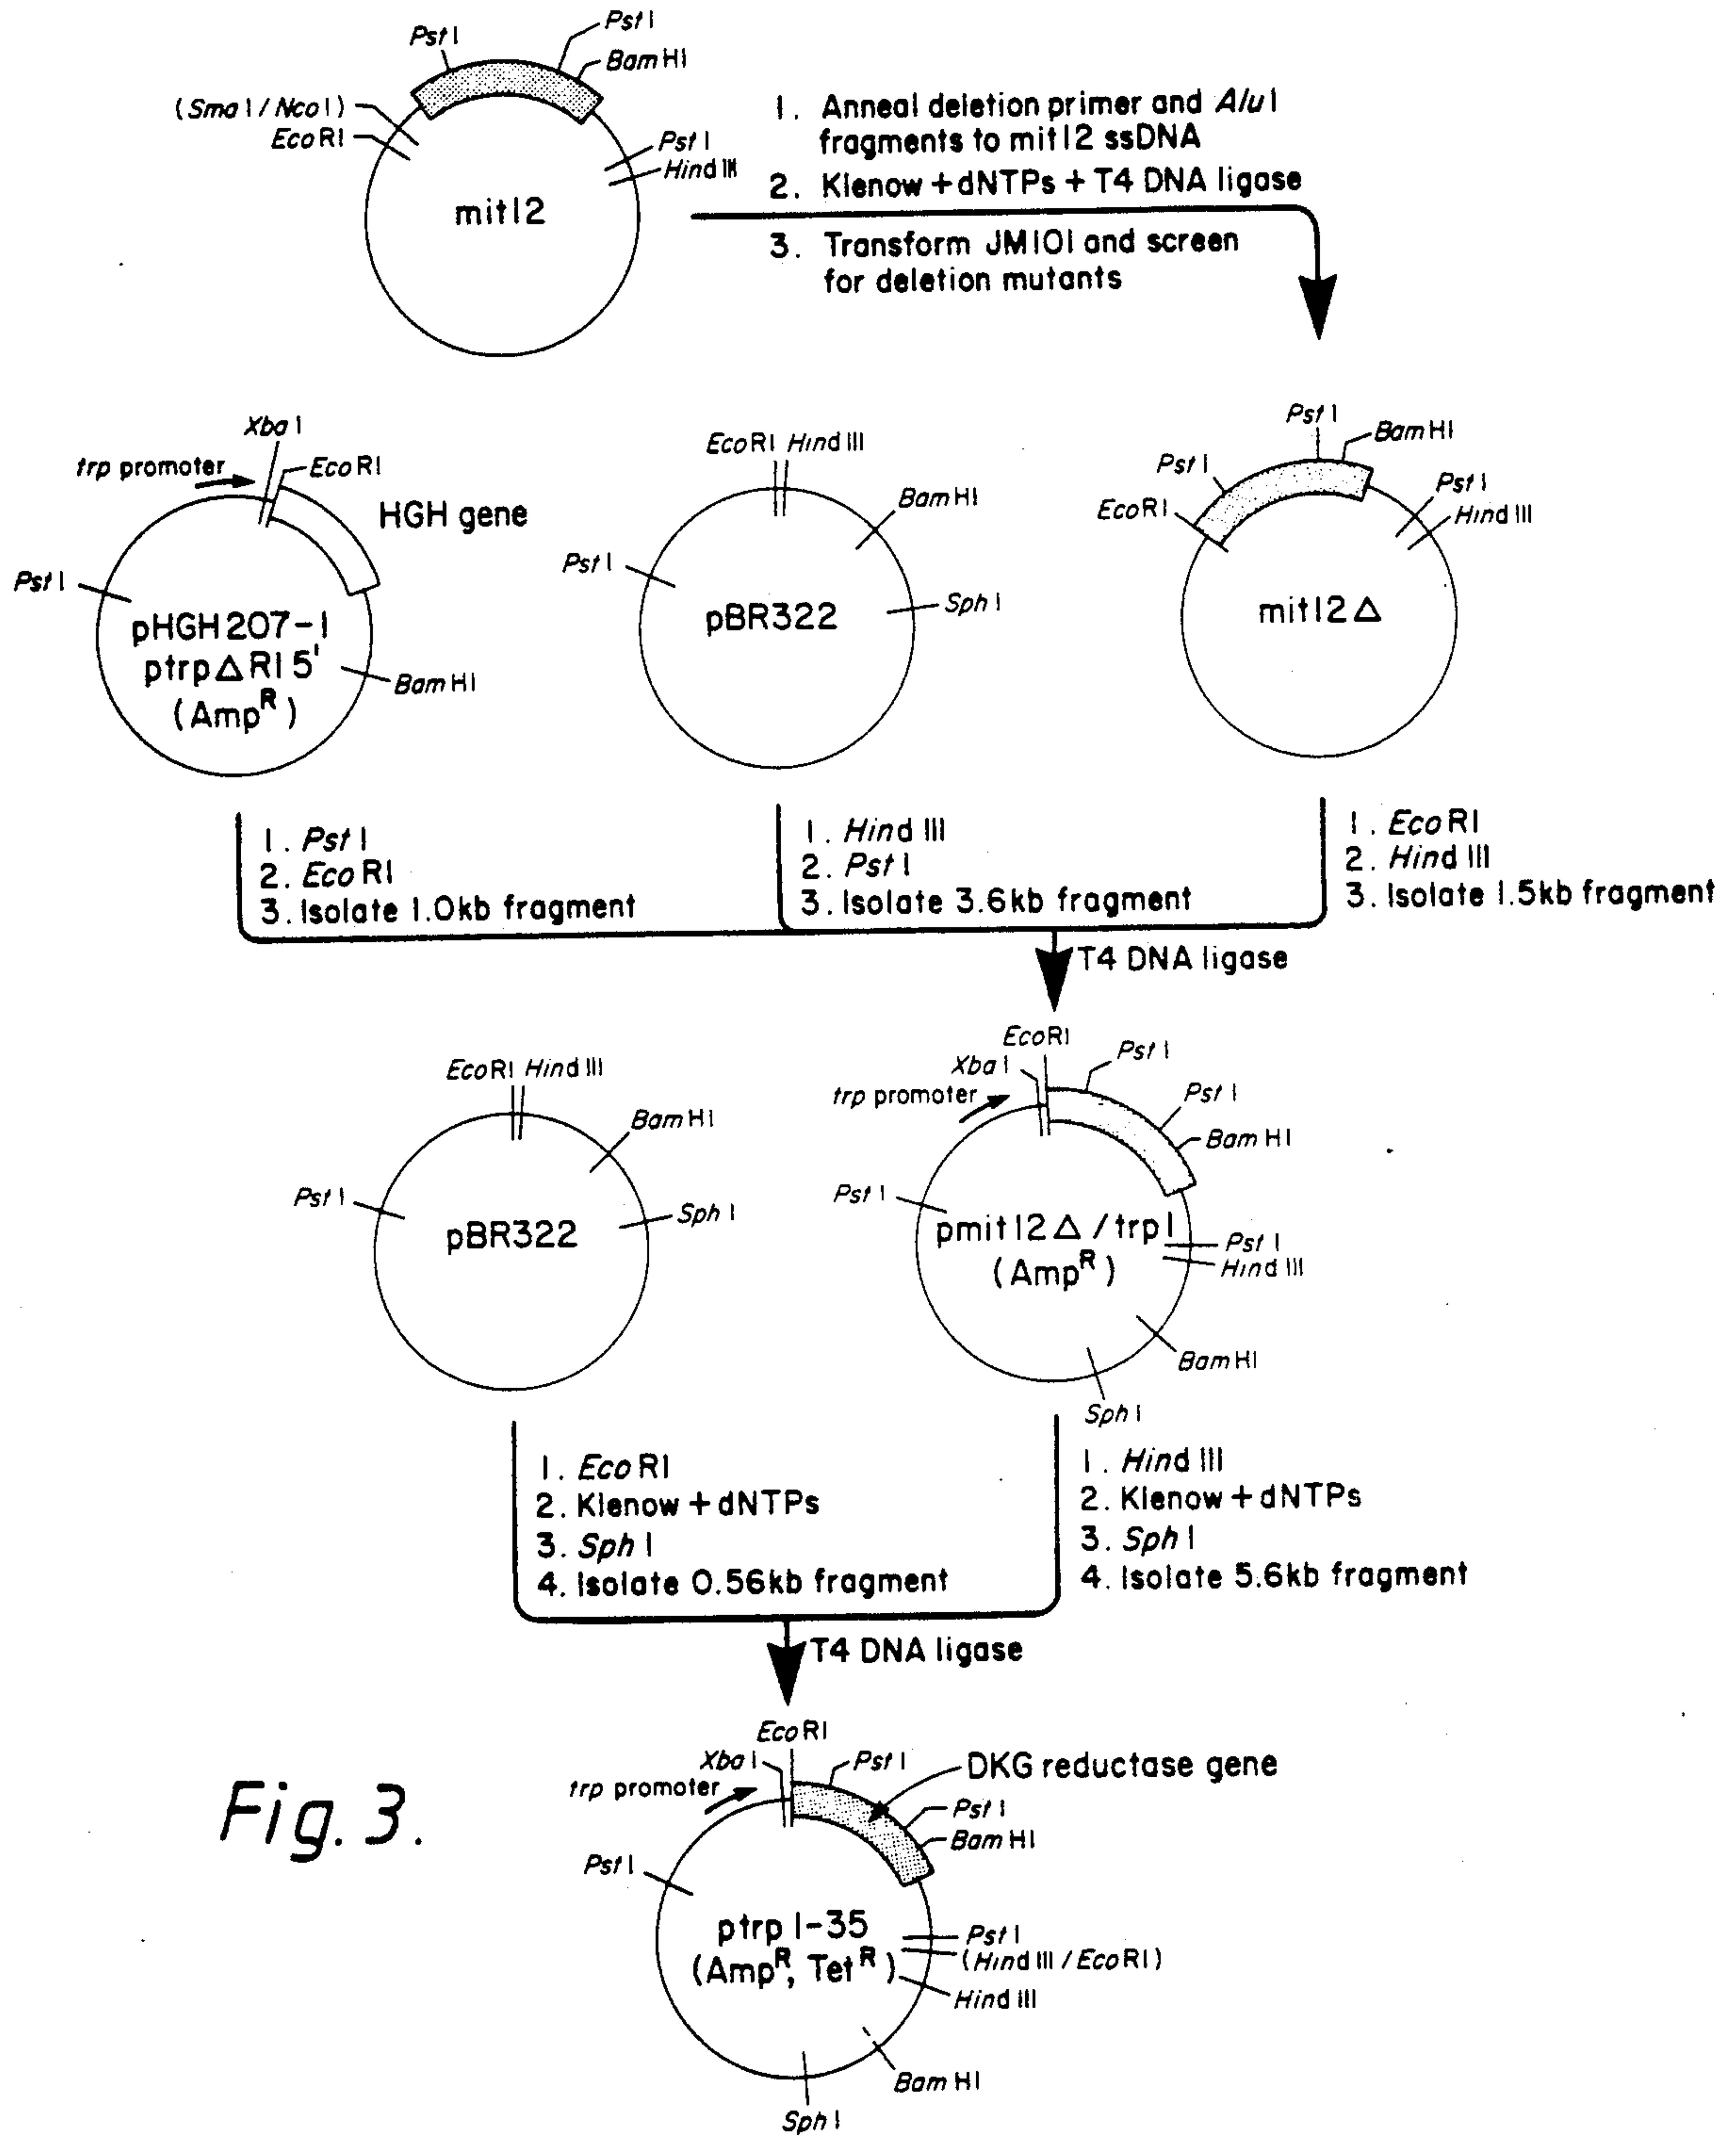 Pst I
Pst I
Bam HI
(Sma I/Nco I)
Eco RI
Pst I
Hind III
mit12
1. Anneal deletion primer and Alu I
fragments to mit12 ssDNA
2. Klenow + dNTPs + T4 DNA ligase
3. Transform JM101 and screen
for deletion mutants
Xba I
trp promoter
Eco RI
HGH gene
Pst I
pHGH207-1
ptrp△RI 5'
(Amp^R)
Bam HI
Eco RI Hind III
Bam HI
Pst I
Sph I
pBR322
Pst I
Bam HI
Pst I
Eco RI
Pst I
Hind III
mit12△
1. Pst I
2. Eco RI
3. Isolate 1.0kb fragment
1. Hind III
2. Pst I
3. Isolate 3.6kb fragment
1. Eco RI
2. Hind III
3. Isolate 1.5kb fragment
T4 DNA ligase
Eco RI Hind III
Bam HI
Pst I
Sph I
pBR322
Eco RI
Xba I
Pst I
trp promoter
Pst I
Bam HI
Pst I
pmit12△/trp1
(Amp^R)
Pst I
Hind III
Bam HI
Sph I
1. Eco RI
2. Klenow + dNTPs
3. Sph I
4. Isolate 0.56kb fragment
1. Hind III
2. Klenow + dNTPs
3. Sph I
4. Isolate 5.6kb fragment
T4 DNA ligase
Eco RI
Xba I
Pst I
DKG reductase gene
trp promoter
Pst I
Bam HI
Pst I
ptrp 1-35
(Amp^R, Tet^R)
Pst I
(Hind III/Eco RI)
Hind III
Bam HI
Sph I
Fig. 3.